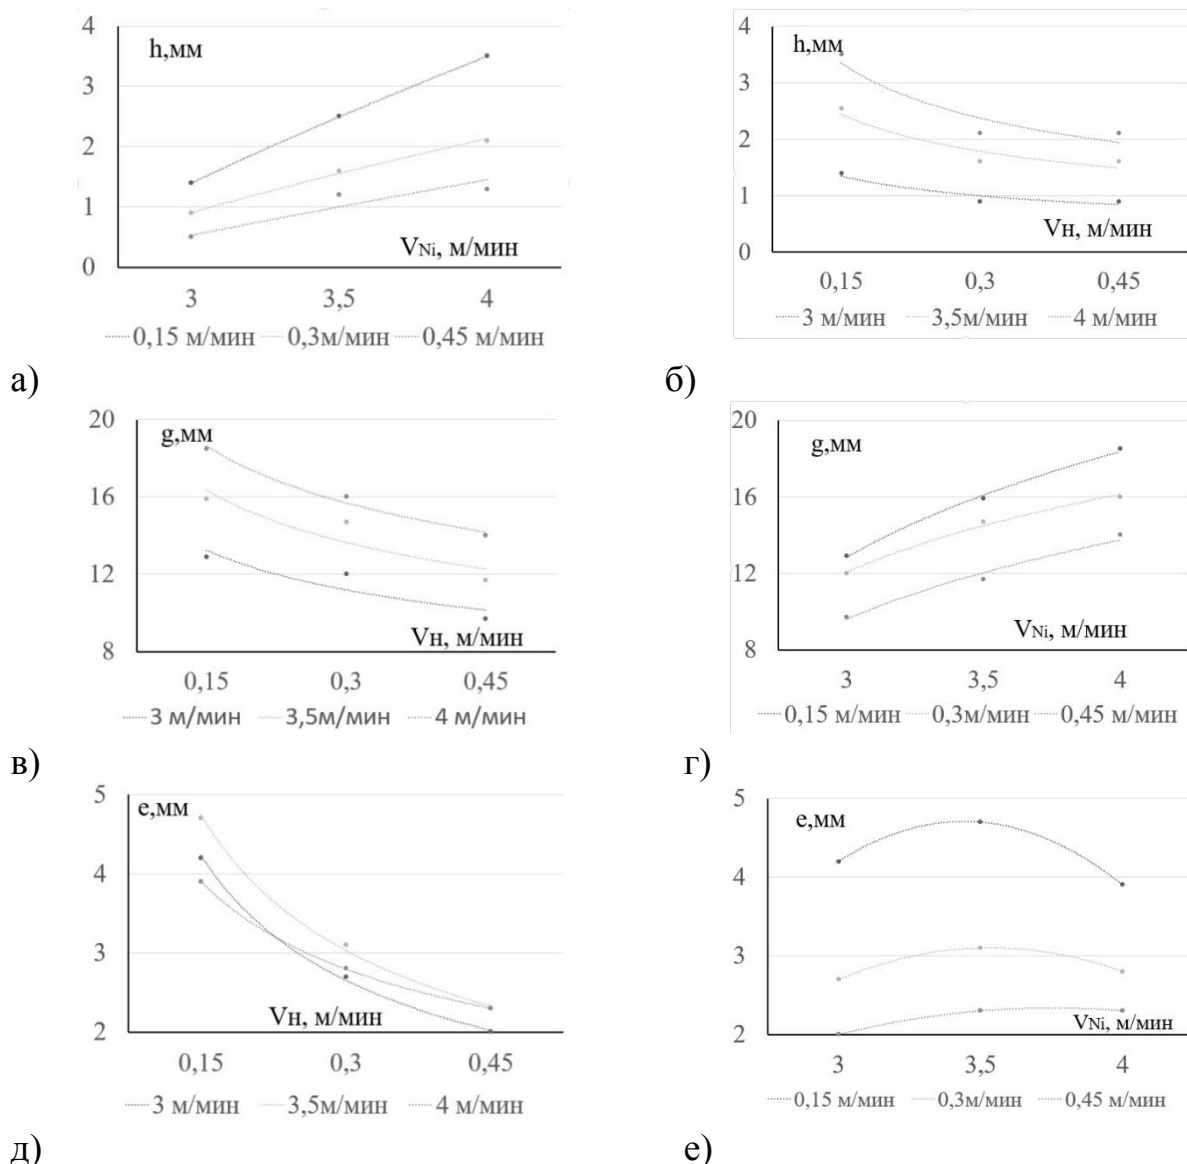 4
h,мм
3
2
1
VNi, м/мин
0
3 3,5 4
0,15 м/мин 0,3м/мин 0,45 м/мин
а)
4
h,мм
3
2
1
Vн, м/мин
0
0,15 0,3 0,45
3 м/мин 3,5м/мин 4 м/мин
б)
20
g,мм
16
12
Vн, м/мин
8
0,15 0,3 0,45
3 м/мин 3,5м/мин 4 м/мин
в)
20
g,мм
16
12
VNi, м/мин
8
3 3,5 4
0,15 м/мин 0,3м/мин 0,45 м/мин
г)
5
e,мм
4
3
Vн, м/мин
2
0,15 0,3 0,45
3 м/мин 3,5м/мин 4 м/мин
д)
5
e,мм
4
3
VNi, м/мин
2
3 3,5 4
0,15 м/мин 0,3м/мин 0,45 м/мин
е)